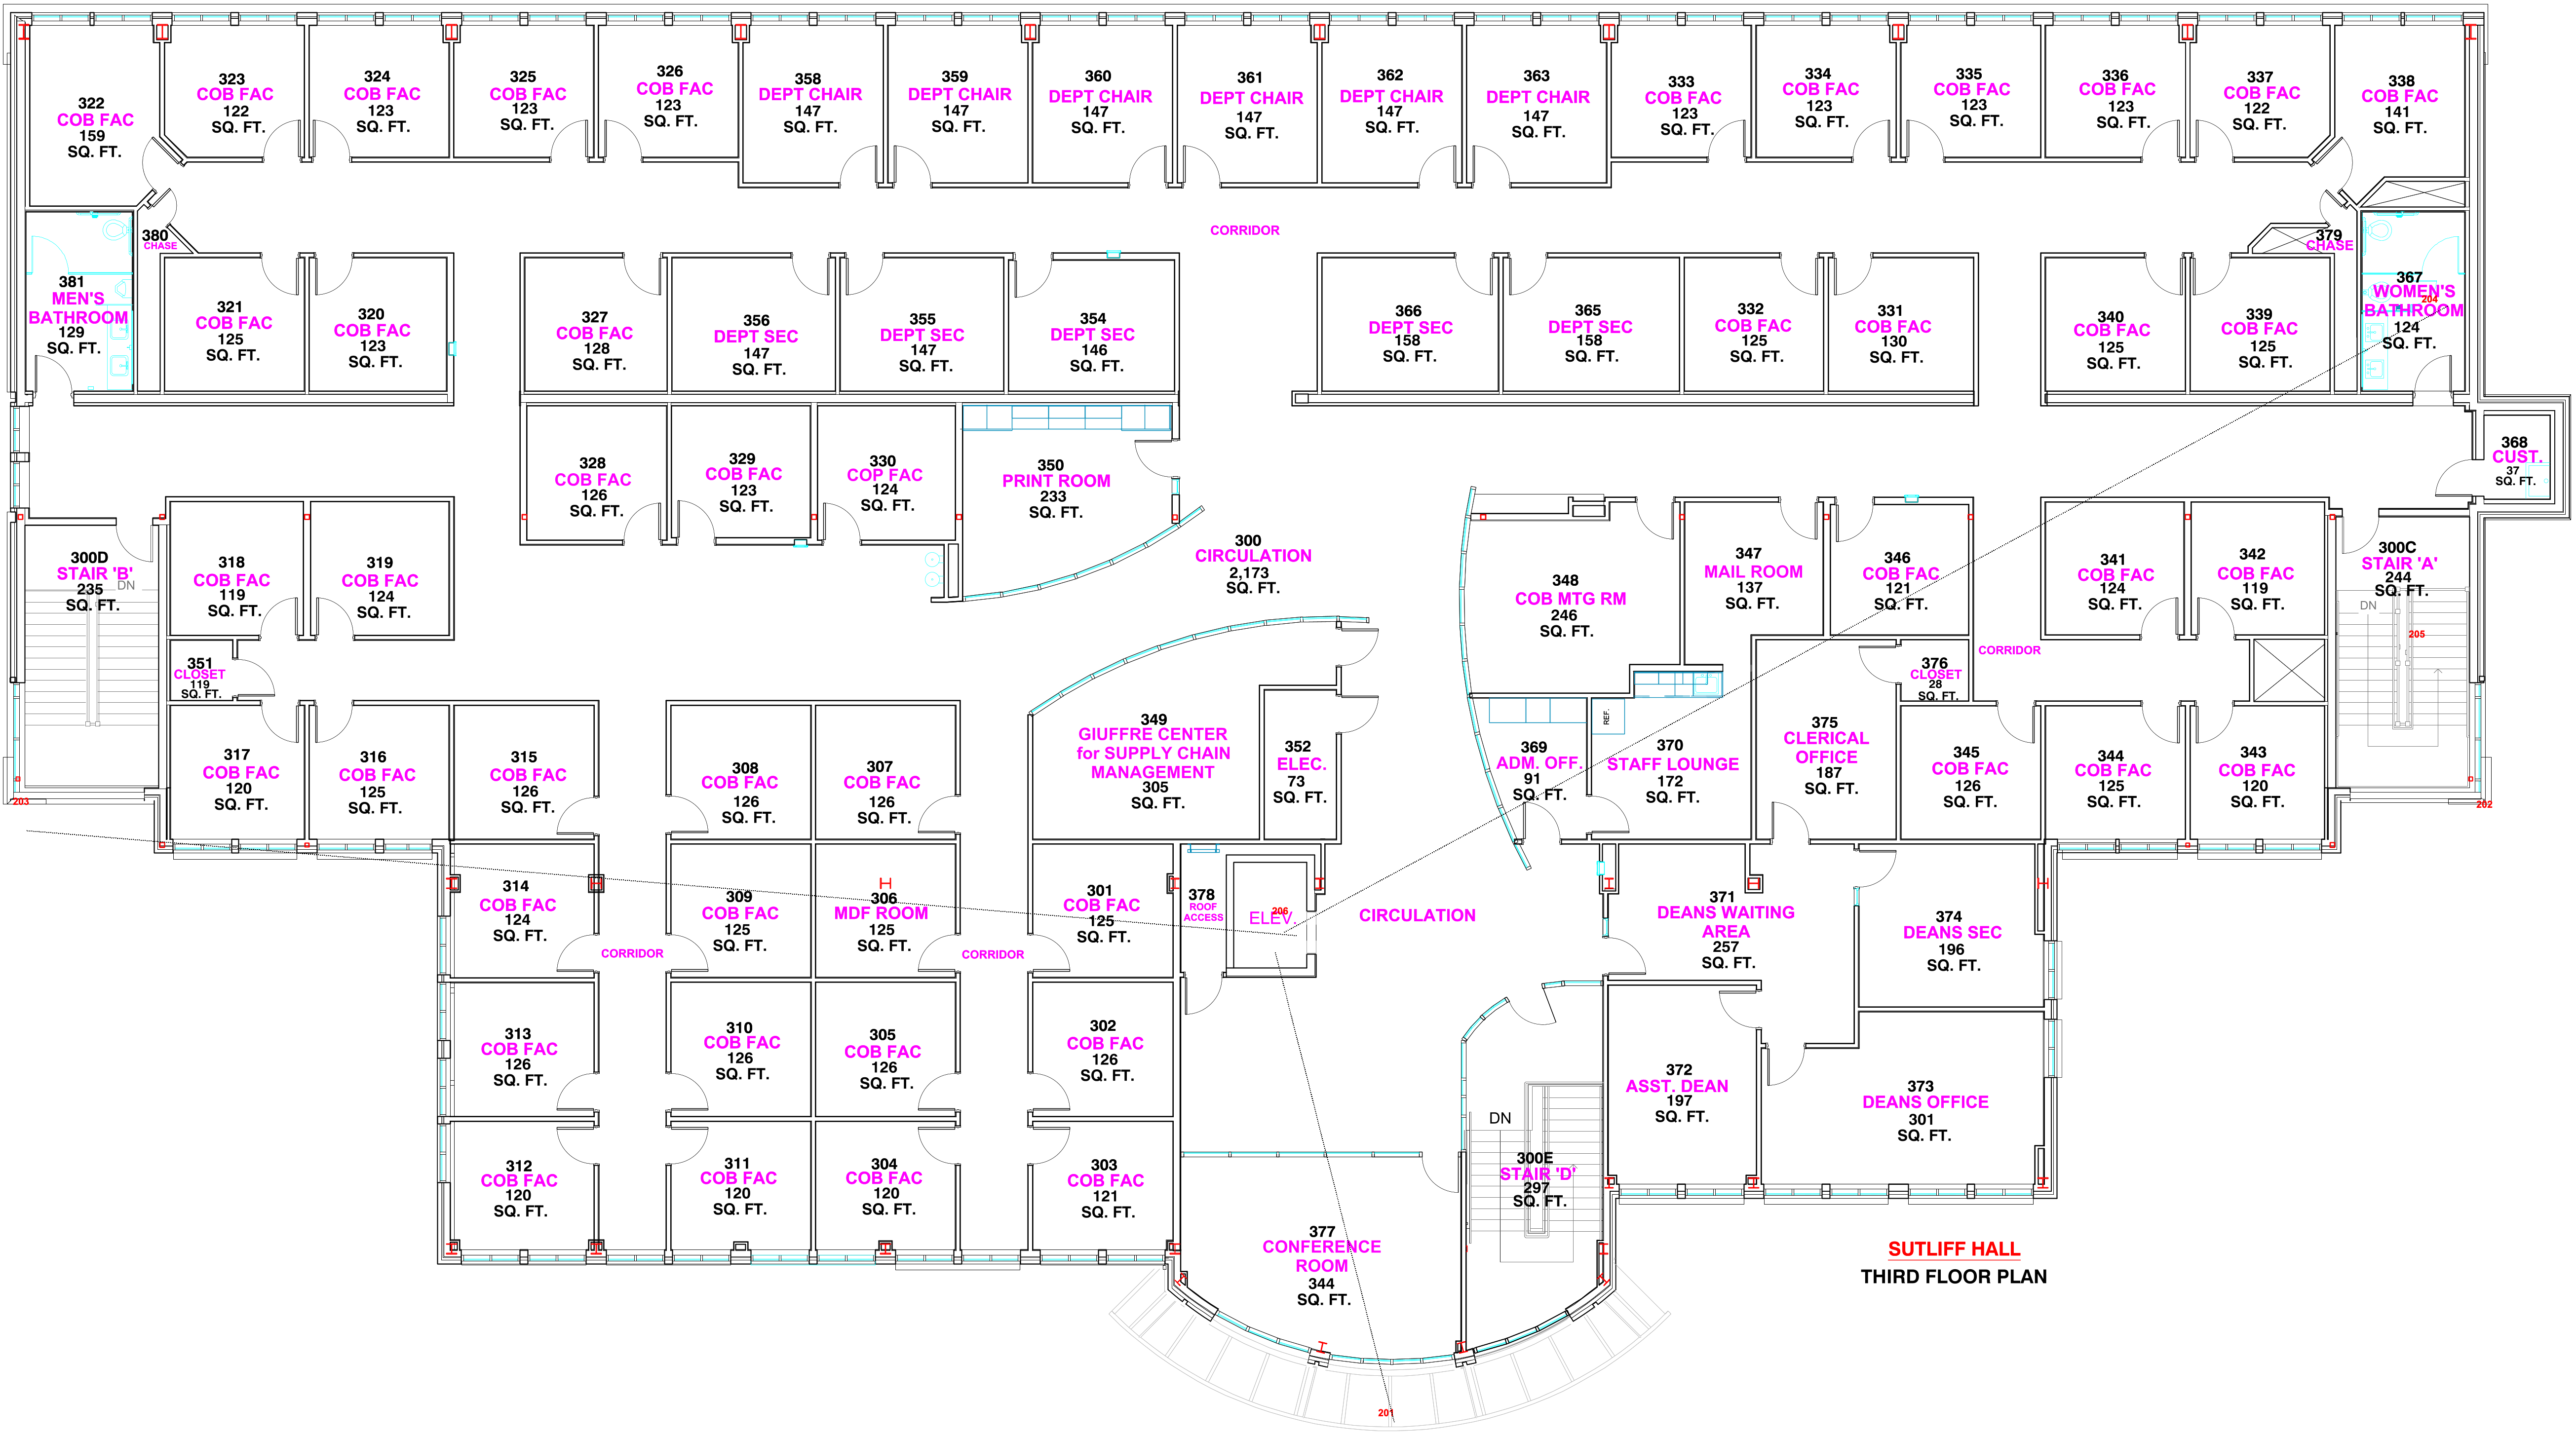 322
COB FAC
159
SQ. FT.
323
COB FAC
122
SQ. FT.
324
COB FAC
123
SQ. FT.
325
COB FAC
123
SQ. FT.
326
COB FAC
123
SQ. FT.
358
DEPT CHAIR
147
SQ. FT.
359
DEPT CHAIR
147
SQ. FT.
360
DEPT CHAIR
147
SQ. FT.
361
DEPT CHAIR
147
SQ. FT.
362
DEPT CHAIR
147
SQ. FT.
363
DEPT CHAIR
147
SQ. FT.
333
COB FAC
123
SQ. FT.
334
COB FAC
123
SQ. FT.
335
COB FAC
123
SQ. FT.
336
COB FAC
123
SQ. FT.
337
COB FAC
122
SQ. FT.
338
COB FAC
141
SQ. FT.
380
CHASE
CORRIDOR
379
CHASE
381
MEN'S
BATHROOM
129
SQ. FT.
321
COB FAC
125
SQ. FT.
320
COB FAC
123
SQ. FT.
327
COB FAC
128
SQ. FT.
356
DEPT SEC
147
SQ. FT.
355
DEPT SEC
147
SQ. FT.
354
DEPT SEC
146
SQ. FT.
366
DEPT SEC
158
SQ. FT.
365
DEPT SEC
158
SQ. FT.
332
COB FAC
125
SQ. FT.
331
COB FAC
130
SQ. FT.
340
COB FAC
125
SQ. FT.
339
COB FAC
125
SQ. FT.
367
WOMEN'S
204
BATHROOM
124
SQ. FT.
328
COB FAC
126
SQ. FT.
329
COB FAC
123
SQ. FT.
330
COP FAC
124
SQ. FT.
350
PRINT ROOM
233
SQ. FT.
368
CUST.
37
SQ. FT.
300D
STAIR 'B'
DN
235
SQ. FT.
318
COB FAC
119
SQ. FT.
319
COB FAC
124
SQ. FT.
300
CIRCULATION
2,173
SQ. FT.
348
COB MTG RM
246
SQ. FT.
347
MAIL ROOM
137
SQ. FT.
346
COB FAC
121
SQ. FT.
341
COB FAC
124
SQ. FT.
342
COB FAC
119
SQ. FT.
300C
STAIR 'A'
244
SQ. FT.
DN
205
351
CLOSET
119
SQ. FT.
376
CLOSET
28
SQ. FT.
CORRIDOR
317
COB FAC
120
SQ. FT.
316
COB FAC
125
SQ. FT.
315
COB FAC
126
SQ. FT.
308
COB FAC
126
SQ. FT.
307
COB FAC
126
SQ. FT.
349
GIUFFRE CENTER
for SUPPLY CHAIN
MANAGEMENT
305
SQ. FT.
352
ELEC.
73
SQ. FT.
369
ADM. OFF.
91
SQ. FT.
REF.
370
STAFF LOUNGE
172
SQ. FT.
375
CLERICAL
OFFICE
187
SQ. FT.
345
COB FAC
126
SQ. FT.
344
COB FAC
125
SQ. FT.
343
COB FAC
120
SQ. FT.
203
202
314
COB FAC
124
SQ. FT.
309
COB FAC
125
SQ. FT.
306
MDF ROOM
125
SQ. FT.
301
COB FAC
125
SQ. FT.
378
ROOF
ACCESS
206
ELEV.
CIRCULATION
371
DEANS WAITING
AREA
257
SQ. FT.
374
DEANS SEC
196
SQ. FT.
CORRIDOR
CORRIDOR
313
COB FAC
126
SQ. FT.
310
COB FAC
126
SQ. FT.
305
COB FAC
126
SQ. FT.
302
COB FAC
126
SQ. FT.
372
ASST. DEAN
197
SQ. FT.
373
DEANS OFFICE
301
SQ. FT.
312
COB FAC
120
SQ. FT.
311
COB FAC
120
SQ. FT.
304
COB FAC
120
SQ. FT.
303
COB FAC
121
SQ. FT.
DN
300E
STAIR 'D'
297
SQ. FT.
377
CONFERENCE
ROOM
344
SQ. FT.
SUTLIFF HALL
THIRD FLOOR PLAN
201